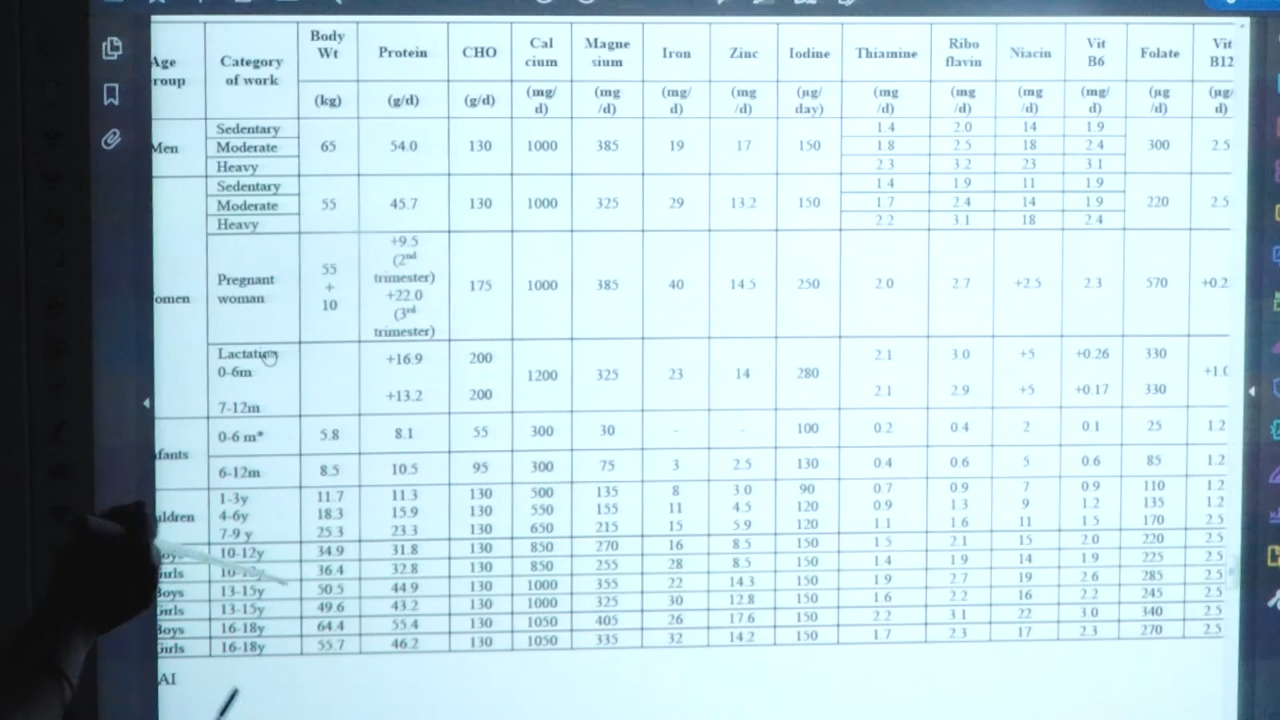 Age roup Category of work Body Wt Protein CHO Cal cium Magne sium Iron Zinc Iodine Thiamine Ribo flavin Niacin Vit B6 Folate Vit B12
(kg) (g/d) (g/d) (mg/ d) (mg /d) (mg/ d) (mg /d) (µg/ day) (mg /d) (mg /d) (mg /d) (mg/ d) (µg /d) (µg/ d)
Men Sedentary 65 54.0 130 1000 385 19 17 150 1.4 2.0 14 1.9 300 2.5
Moderate 1.8 2.5 18 2.4
Heavy 2.3 3.2 23 3.1
omen Sedentary 55 45.7 130 1000 325 29 13.2 150 1.4 1.9 11 1.9 220 2.5
Moderate 1.7 2.4 14 1.9
Heavy 2.2 3.1 18 2.4
Pregnant woman 55 + 10 +9.5 (2nd trimester) +22.0 (3rd trimester) 175 1000 385 40 14.5 250 2.0 2.7 +2.5 2.3 570 +0.2
Lactation 0-6m +16.9 200 1200 325 23 14 280 2.1 3.0 +5 +0.26 330
7-12m +13.2 200 2.1 2.9 +5 +0.17 330
nfants 0-6 m* 5.8 8.1 55 300 30 - - 100 0.2 0.4 2 0.1 25 1.2
6-12m 8.5 10.5 95 300 75 3 2.5 130 0.4 0.6 5 0.6 85 1.2
ildren 1-3y 11.7 11.3 130 500 135 8 3.0 90 0.7 0.9 7 0.9 110 1.2
4-6y 18.3 15.9 130 550 155 11 4.5 120 0.9 1.3 9 1.2 135 1.2
7-9 y 25.3 23.3 130 650 215 15 5.9 120 1.1 1.6 11 1.5 170 2.5
10-12y 34.9 31.8 130 850 270 16 8.5 150 1.5 2.1 15 2.0 220 2.5
irls 36.4 32.8 130 850 255 28 8.5 150 1.4 1.9 14 1.9 225 2.5
Boys 13-15y 50.5 44.9 130 1000 355 22 14.3 150 1.9 2.7 19 2.6 285 2.5
Girls 13-15y 49.6 43.2 130 1000 325 30 12.8 150 1.6 2.2 16 2.2 245 2.5
Boys 16-18y 64.4 55.4 130 1050 405 26 17.6 150 2.2 3.1 22 3.0 340 2.5
Girls 16-18y 55.7 46.2 130 1050 335 32 14.2 150 1.7 2.3 17 2.3 270 2.5
AI